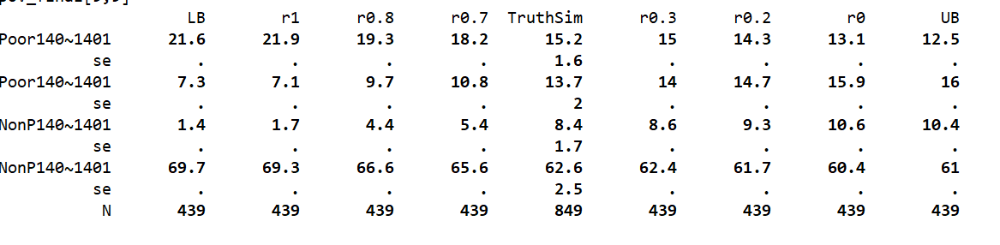 LB r1 r0.8 r0.7 TruthSim r0.3 r0.2 r0 UB
Poor140~1401 21.6 21.9 19.3 18.2 15.2 15 14.3 13.1 12.5
se . . . . 1.6 . . . .
Poor140~1401 7.3 7.1 9.7 10.8 13.7 14 14.7 15.9 16
se . . . . 2 . . . .
NonP140~1401 1.4 1.7 4.4 5.4 8.4 8.6 9.3 10.6 10.4
se . . . . 1.7 . . . .
NonP140~1401 69.7 69.3 66.6 65.6 62.6 62.4 61.7 60.4 61
se . . . . 2.5 . . . .
N 439 439 439 439 849 439 439 439 439